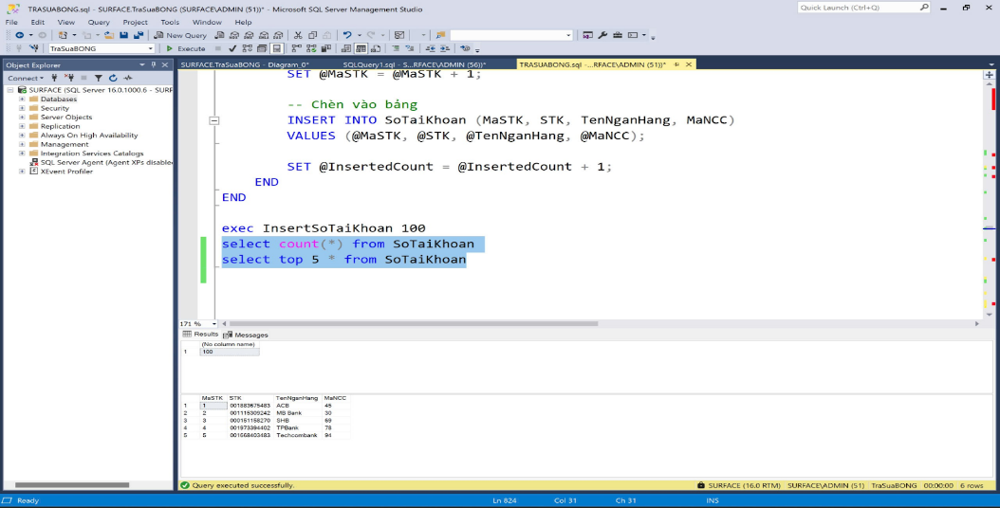 TRASUABONG.sql - SURFACE.TraSuaBONG (SURFACE\ADMIN (51))* - Microsoft SQL Server Management Studio
Quick Launch (Ctrl+Q)
File Edit View Query Project Tools Window Help
New Query
TraSuaBONG Execute
Object Explorer
SURFACE.TraSuaBONG - Diagram_0* SQLQuery1.sql - S...RFACE\ADMIN (56))* TRASUABONG.sql -...RFACE\ADMIN (51))*
Connect
SURFACE (SQL Server 16.0.1000.6 - SURF
Databases
Security
Server Objects
Replication
Always On High Availability
Management
Integration Services Catalogs
SQL Server Agent (Agent XPs disable
XEvent Profiler
SET @MaSTK = @MaSTK + 1;
-- Chèn vào bảng
INSERT INTO SoTaiKhoan (MaSTK, STK, TenNganHang, MaNCC)
VALUES (@MaSTK, @STK, @TenNganHang, @MaNCC);
SET @InsertedCount = @InsertedCount + 1;
END
END
exec InsertSoTaiKhoan 100
select count(*) from SoTaiKhoan
select top 5 * from SoTaiKhoan
171 %
Results Messages
(No column name)
1 100
MaSTK STK TenNganHang MaNCC
1 1 001883675483 ACB 45
2 2 001115309242 MB Bank 30
3 3 000151158270 SHB 69
4 4 001973394402 TPBank 78
5 5 001568403483 Techcombank 94
Query executed successfully.
SURFACE (16.0 RTM) SURFACE\ADMIN (51) TraSuaBONG 00:00:00 6 rows
Ready Ln 824 Col 31 Ch 31 INS